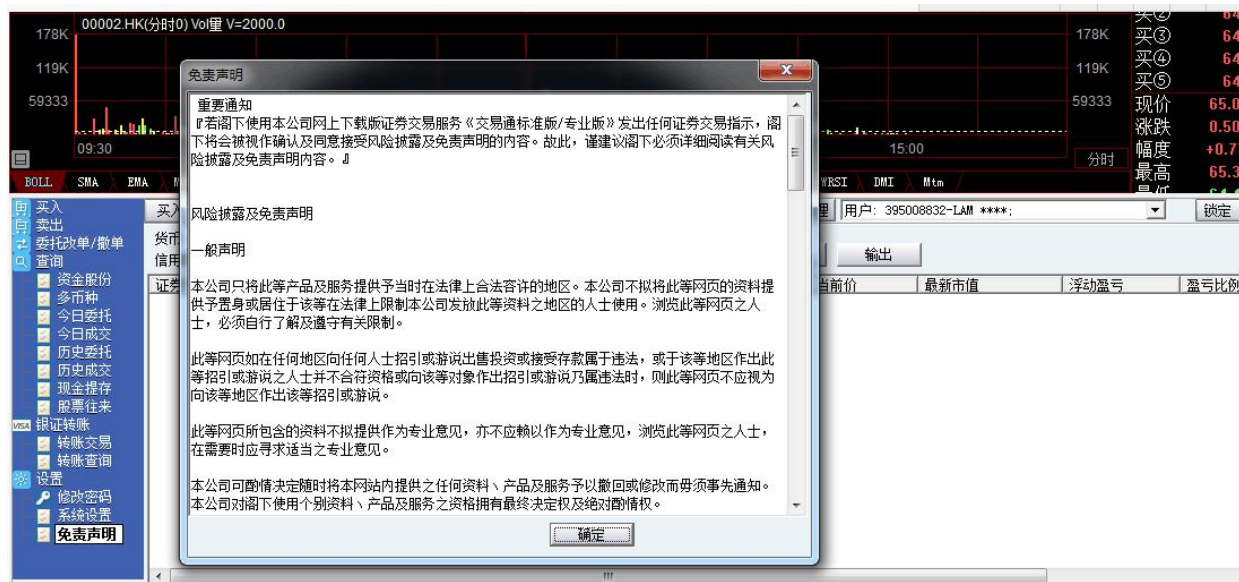 00002.HK(分时0) Vol量 V=2000.0
178K
119K
59333
09:30
15:00
178K
119K
59333
分时
买③
64
买④
64
买⑤
64
现价
65.0
涨跌
0.50
幅度
+0.7
最高
65.3
BOLL
SMA
EMA
WRSI
DMI
Mtm
买入
卖出
委托改单/撤单
查询
资金股份
多币种
今日委托
今日成交
历史委托
历史成交
现金提存
股票往来
VISA 银证转账
转账交易
转账查询
设置
修改密码
系统设置
免责声明
买入
货币
信用
证券
用户: 395008832-LAM ****;
锁定
输出
当前价
最新市值
浮动盈亏
盈亏比例
免责声明
重要通知
『若阁下使用本公司网上下载版证券交易服务《交易通标准版/专业版》发出任何证券交易指示，阁
下将会被视作确认及同意接受风险披露及免责声明的内容。故此，谨建议阁下必须详细阅读有关风
险披露及免责声明内容。』
风险披露及免责声明
一般声明
本公司只将此等产品及服务提供予当时在法律上合法容许的地区。本公司不拟将此等网页的资料提
供予置身或居住于该等在法律上限制本公司发放此等资料之地区的人士使用。浏览此等网页之人
士，必须自行了解及遵守有关限制。
此等网页如在任何地区向任何人士招引或游说出售投资或接受存款属于违法，或于该等地区作出此
等招引或游说之人士并不合符资格或向该等对象作出招引或游说乃属违法时，则此等网页不应视为
向该等地区作出该等招引或游说。
此等网页所包含的资料不拟提供作为专业意见，亦不应赖以作为专业意见，浏览此等网页之人士，
在需要时应寻求适当之专业意见。
本公司可酌情决定随时将本网站内提供之任何资料、产品及服务予以撤回或修改而毋须事先通知。
本公司对阁下使用个别资料、产品及服务之资格拥有最终决定权及绝对酌情权。
确定